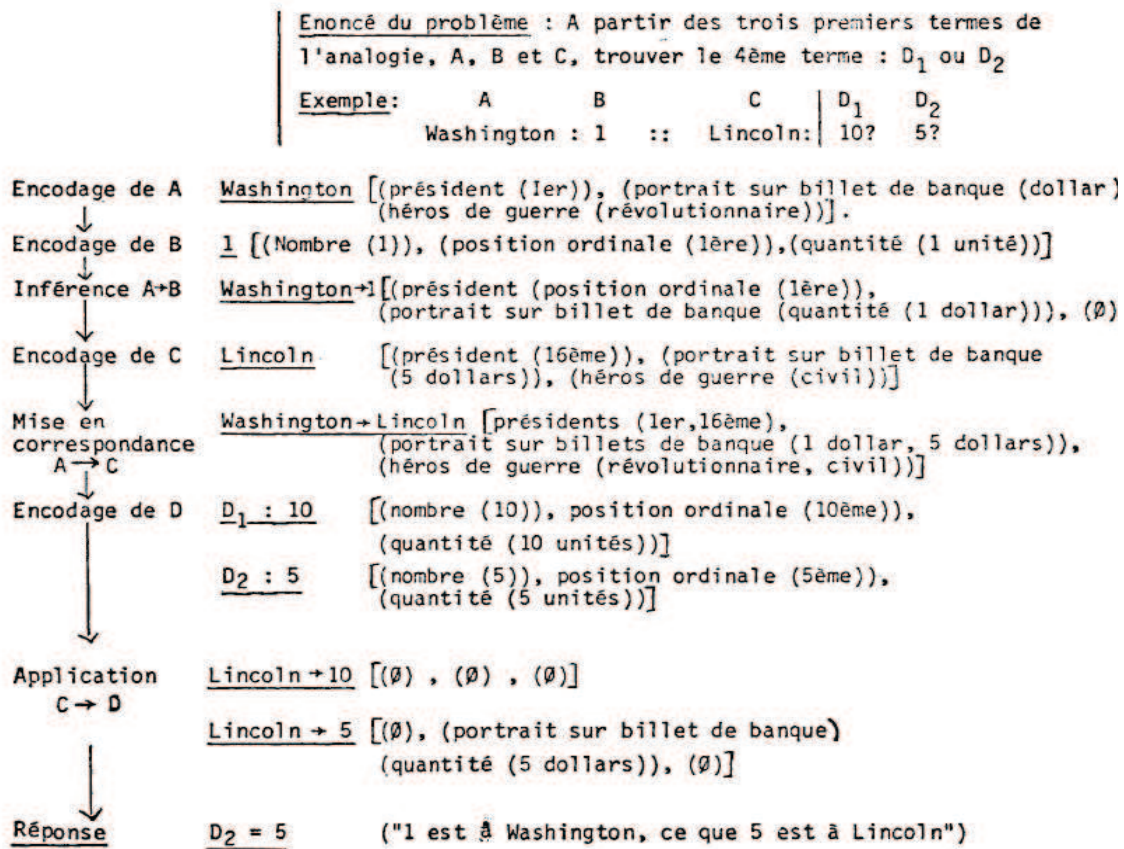 Enoncé du problème : A partir des trois premiers termes de
l'analogie, A, B et C, trouver le 4ème terme : D1 ou D2
Exemple: A B C D1 D2
Washington : 1 :: Lincoln: 10? 5?
Encodage de A Washington [(président (Ier)), (portrait sur billet de banque (dollar)
(héros de guerre (révolutionnaire))].
Encodage de B 1 [(Nombre (1)), (position ordinale (1ère)),(quantité (1 unité))]
Inférence A→B Washington→1[(président (position ordinale (1ère)),
(portrait sur billet de banque (quantité (1 dollar))), (Ø)
Encodage de C Lincoln [(président (16ème)), (portrait sur billet de banque
(5 dollars)), (héros de guerre (civil))]
Mise en Washington→Lincoln [présidents (Ier,16ème),
correspondance (portrait sur billets de banque (1 dollar, 5 dollars)),
A→C (héros de guerre (révolutionnaire, civil))]
Encodage de D D1 : 10 [(nombre (10)), position ordinale (10ème)),
(quantité (10 unités))]
D2 : 5 [(nombre (5)), position ordinale (5ème)),
(quantité (5 unités))]
Application Lincoln→10 [(Ø) , (Ø) , (Ø)]
C→D
Lincoln → 5 [(Ø), (portrait sur billet de banque)
(quantité (5 dollars)), (Ø)]
Réponse D2 = 5 ("1 est à Washington, ce que 5 est à Lincoln")